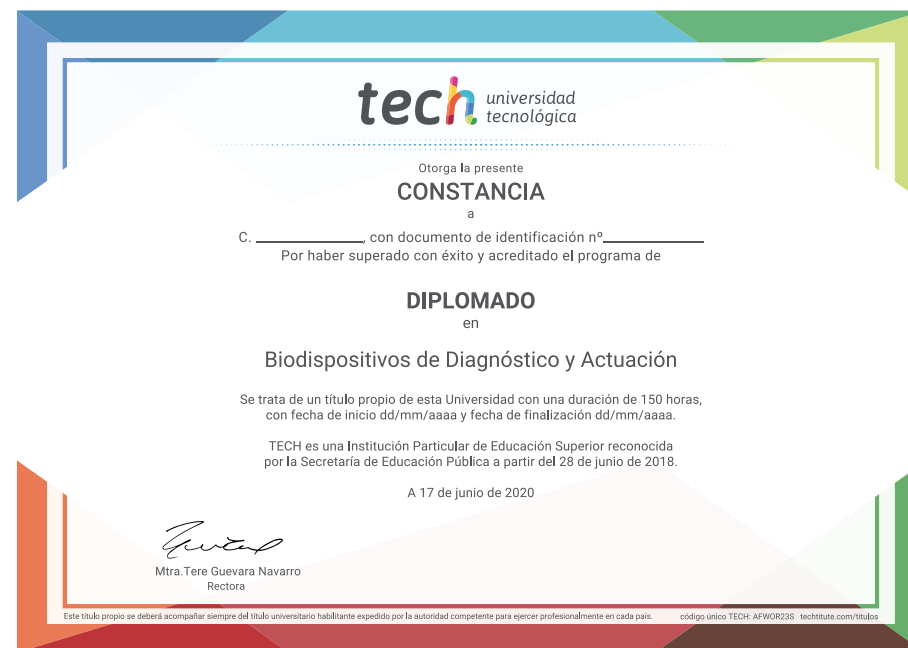 tech universidad
tecnológica
Otorga la presente
CONSTANCIA
a
C. ____________, con documento de identificación nº____________
Por haber superado con éxito y acreditado el programa de
DIPLOMADO
en
Biodispositivos de Diagnóstico y Actuación
Se trata de un título propio de esta Universidad con una duración de 150 horas,
con fecha de inicio dd/mm/aaaa y fecha de finalización dd/mm/aaaa.
TECH es una Institución Particular de Educación Superior reconocida
por la Secretaría de Educación Pública a partir del 28 de junio de 2018.
A 17 de junio de 2020
Mtra.Tere Guevara Navarro
Rectora
Este título propio se deberá acompañar siempre del título universitario habilitante expedido por la autoridad competente para ejercer profesionalmente en cada país. código único TECH: AFWOR23S techtitute.com/titulos